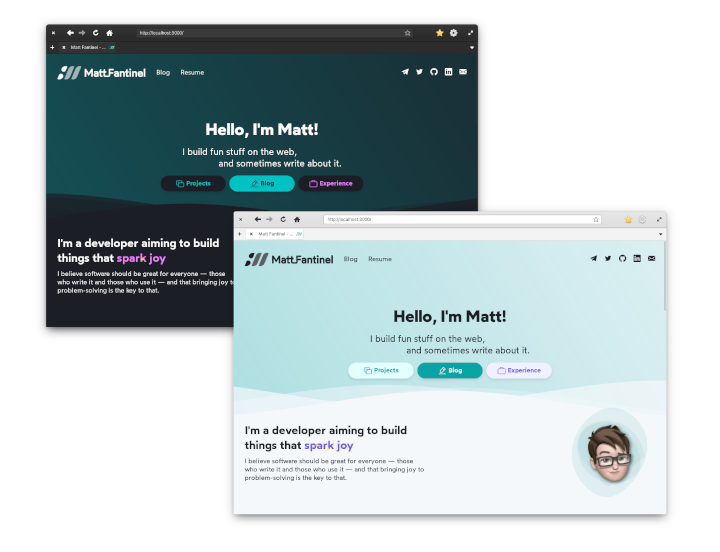 http://localhost:3000/
Matt Fantinel - ...
Matt.Fantinel
Blog
Resume
Hello, I'm Matt!
I build fun stuff on the web,
and sometimes write about it.
Projects
Blog
Experience
I'm a developer aiming to build
things that spark joy
I believe software should be great for everyone — those
who write it and those who use it — and that bringing joy to
problem-solving is the key to that.
http://localhost:3000/
Matt Fantinel - ...
Matt.Fantinel
Blog
Resume
Hello, I'm Matt!
I build fun stuff on the web,
and sometimes write about it.
Projects
Blog
Experience
I'm a developer aiming to build
things that spark joy
I believe software should be great for everyone — those
who write it and those who use it — and that bringing joy to
problem-solving is the key to that.